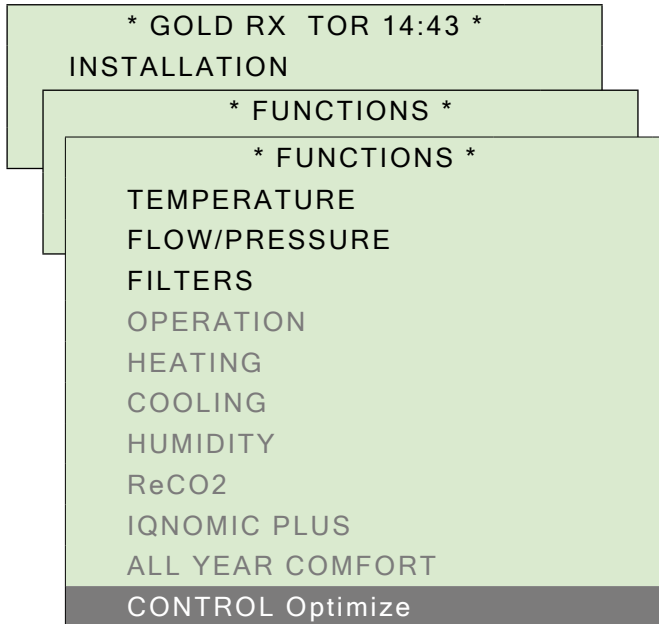 * GOLD RX TOR 14:43 *
INSTALLATION
* FUNCTIONS *
* FUNCTIONS *
TEMPERATURE
FLOW/PRESSURE
FILTERS
OPERATION
HEATING
COOLING
HUMIDITY
ReCO2
IQNOMIC PLUS
ALL YEAR COMFORT
CONTROL Optimize